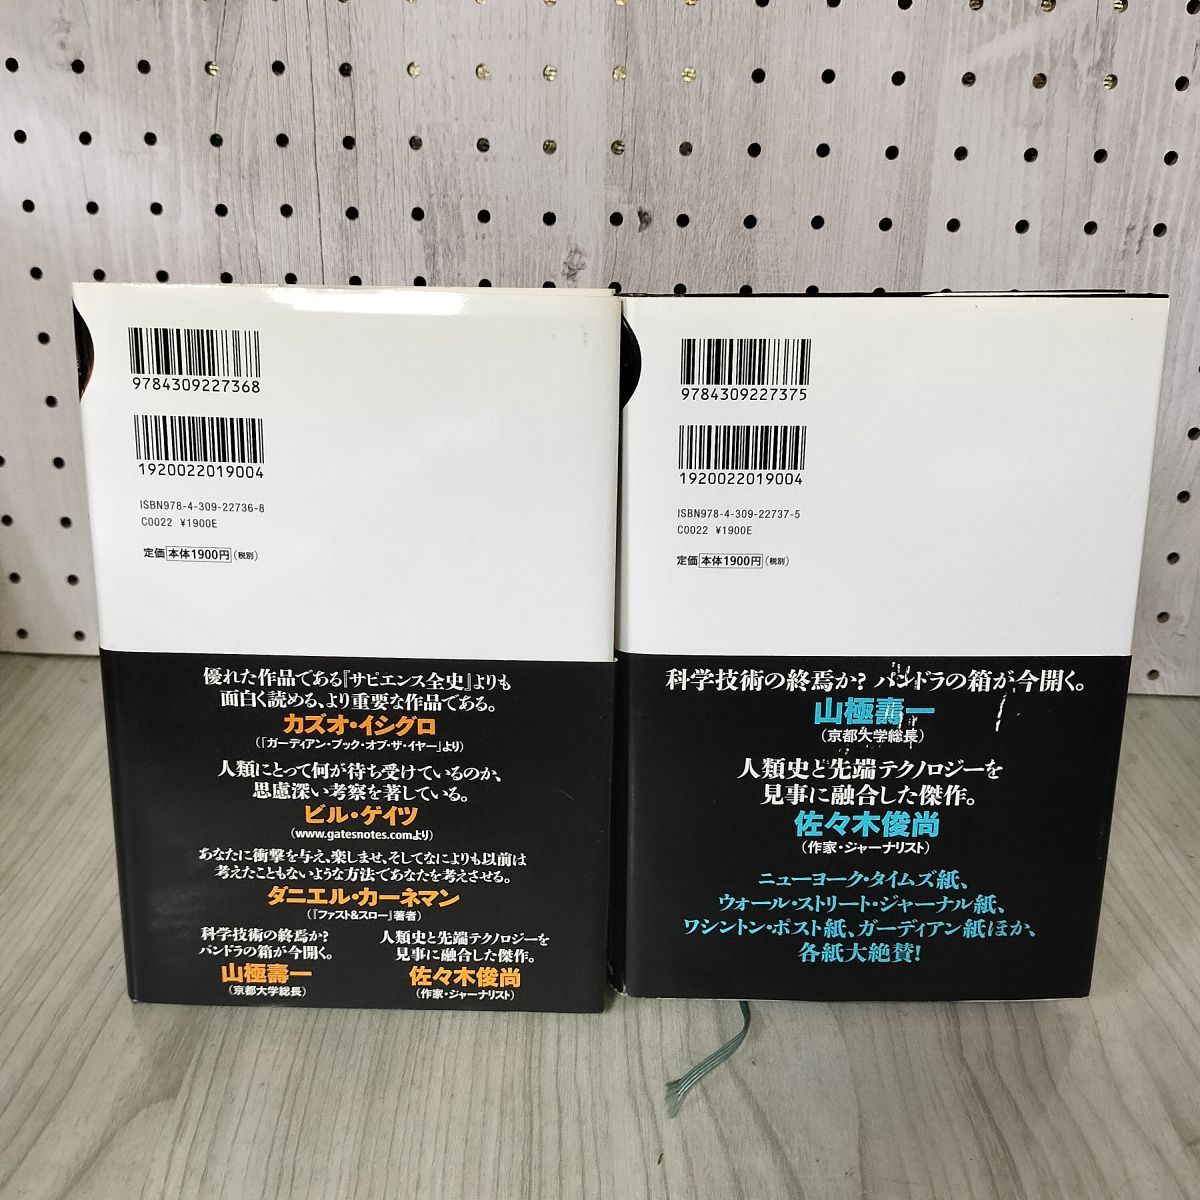 9784309227368
1920022019004
ISBN978-4-309-22736-8
C0022 ¥1900E
定価 本体1900円 (税別)
優れた作品である『サピエンス全史』よりも
面白く読める、より重要な作品である。
カズオ・イシグロ
(「ガーディアン・ブック・オブ・ザ・イヤー」より)
人類にとって何が待ち受けているのか、
思慮深い考察を著している。
ビル・ゲイツ
(www.gatesnotes.comより)
あなたに衝撃を与え、楽しませ、そしてなによりも以前は
考えたこともないような方法であなたを考えさせる。
ダニエル・カーネマン
(『ファスト&スロー』著者)
科学技術の終焉か?
パンドラの箱が今開く。
山極壽一
(京都大学総長)
人類史と先端テクノロジーを
見事に融合した傑作。
佐々木俊尚
(作家・ジャーナリスト)
9784309227375
1920022019004
ISBN978-4-309-22737-5
C0022 ¥1900E
定価 本体1900円 (税別)
科学技術の終焉か? パンドラの箱が今開く。
山極壽一
(京都大学総長)
人類史と先端テクノロジーを
見事に融合した傑作。
佐々木俊尚
(作家・ジャーナリスト)
ニューヨーク・タイムズ紙、
ウォール・ストリート・ジャーナル紙、
ワシントン・ポスト紙、ガーディアン紙ほか、
各紙大絶賛!